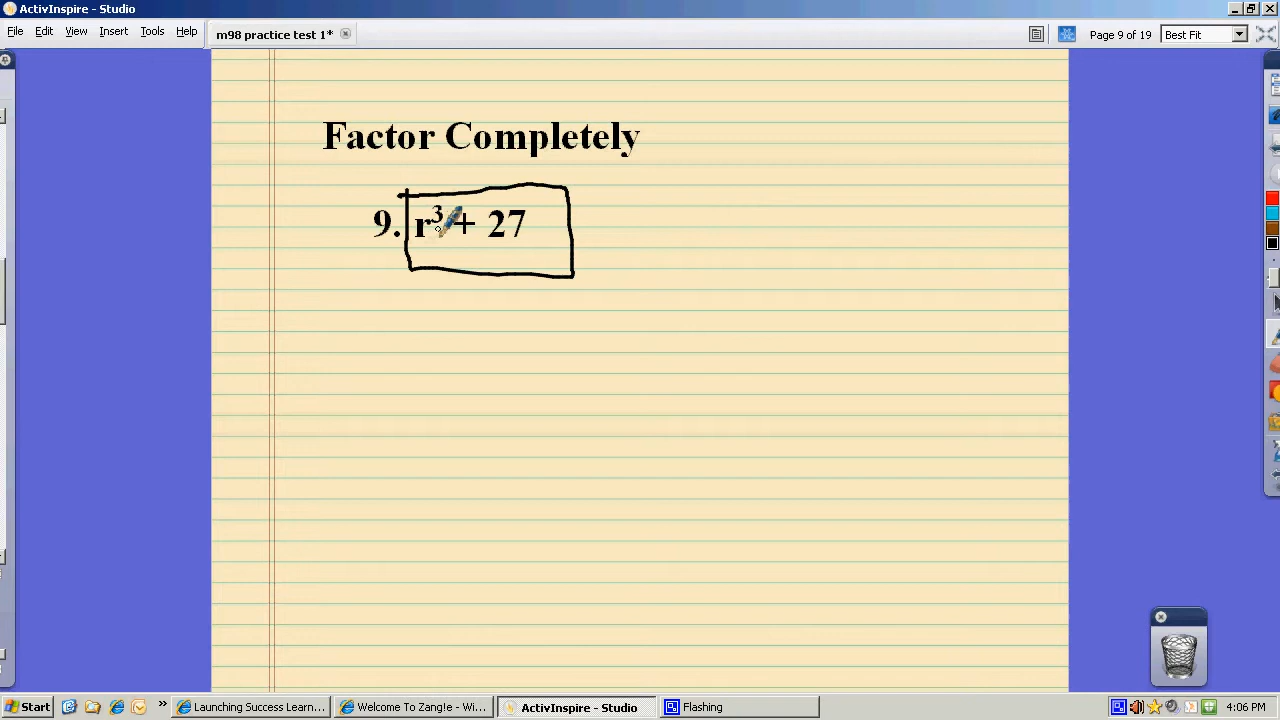 ActivInspire - Studio
File Edit View Insert Tools Help
m98 practice test 1*
Page 9 of 19
Best Fit
Factor Completely
9. r³ + 27
Start
Launching Success Learn...
Welcome To Zangle - Wi...
ActivInspire - Studio
Flashing
4:06 PM